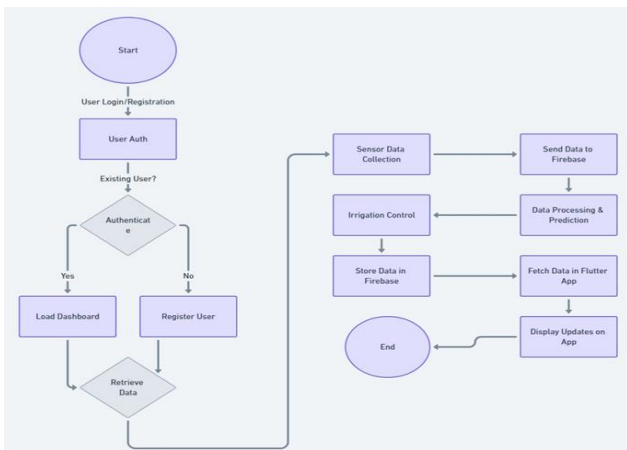 Start
User Login/Registration
User Auth
Existing User?
Authenticat
e
Yes
No
Load Dashboard
Register User
Retrieve
Data
Sensor Data
Collection
Send Data to
Firebase
Irrigation Control
Data Processing &
Prediction
Store Data in
Firebase
Fetch Data in Flutter
App
End
Display Updates on
App